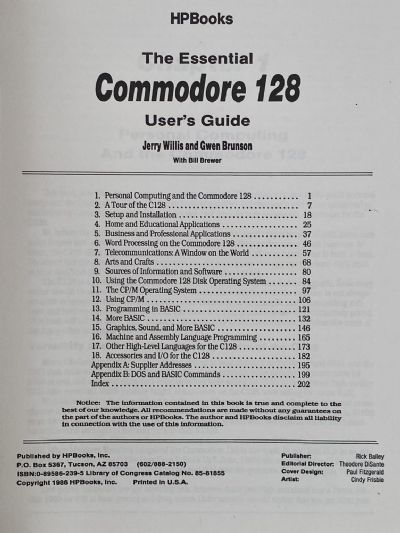 HPBooks
The Essential
Commodore 128
User's Guide
Jerry Willis and Gwen Brunson
With Bill Brewer
1. Personal Computing and the Commodore 128 ........... 1
2. A Tour of the C128 ................................. 7
3. Setup and Installation ............................. 18
4. Home and Educational Applications .................. 25
5. Business and Professional Applications ............. 37
6. Word Processing on the Commodore 128 ............... 46
7. Telecommunications: A Window on the World .......... 57
8. Arts and Crafts .................................... 68
9. Sources of Information and Software ................ 80
10. Using the Commodore 128 Disk Operating System ...... 84
11. The CP/M Operating System ......................... 97
12. Using CP/M ........................................ 106
13. Programming in BASIC .............................. 121
14. More BASIC ........................................ 132
15. Graphics, Sound, and More BASIC ................... 146
16. Machine and Assembly Language Programming ......... 165
17. Other High-Level Languages for the C128 ........... 173
18. Accessories and I/O for the C128 .................. 182
Appendix A: Supplier Addresses ........................ 195
Appendix B: DOS and BASIC Commands .................... 199
Index ................................................. 202
Notice: The information contained in this book is true and complete to the
best of our knowledge. All recommendations are made without any guarantees on
the part of the authors or HPBooks. The author and HPBooks disclaim all liability
in connection with the use of this information.
Published by HPBooks, Inc.
P.O. Box 5367, Tucson, AZ 85703 (602/888-2150)
ISBN:0-89586-239-5 Library of Congress Catalog No. 85-81855
Copyright 1986 HPBooks, Inc. Printed in U.S.A.
Publisher: Rick Bailey
Editorial Director: Theodore DiSante
Cover Design: Paul Fitzgerald
Artist: Cindy Frisbie